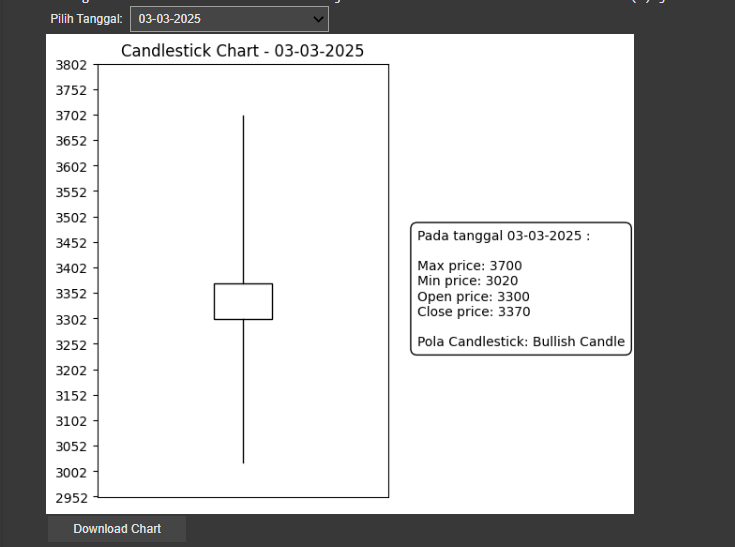 Pilih Tanggal: 03-03-2025
Candlestick Chart - 03-03-2025
3802
3752
3702
3652
3602
3552
3502
3452
3402
3352
3302
3252
3202
3152
3102
3052
3002
2952
Pada tanggal 03-03-2025 :
Max price: 3700
Min price: 3020
Open price: 3300
Close price: 3370
Pola Candlestick: Bullish Candle
Download Chart